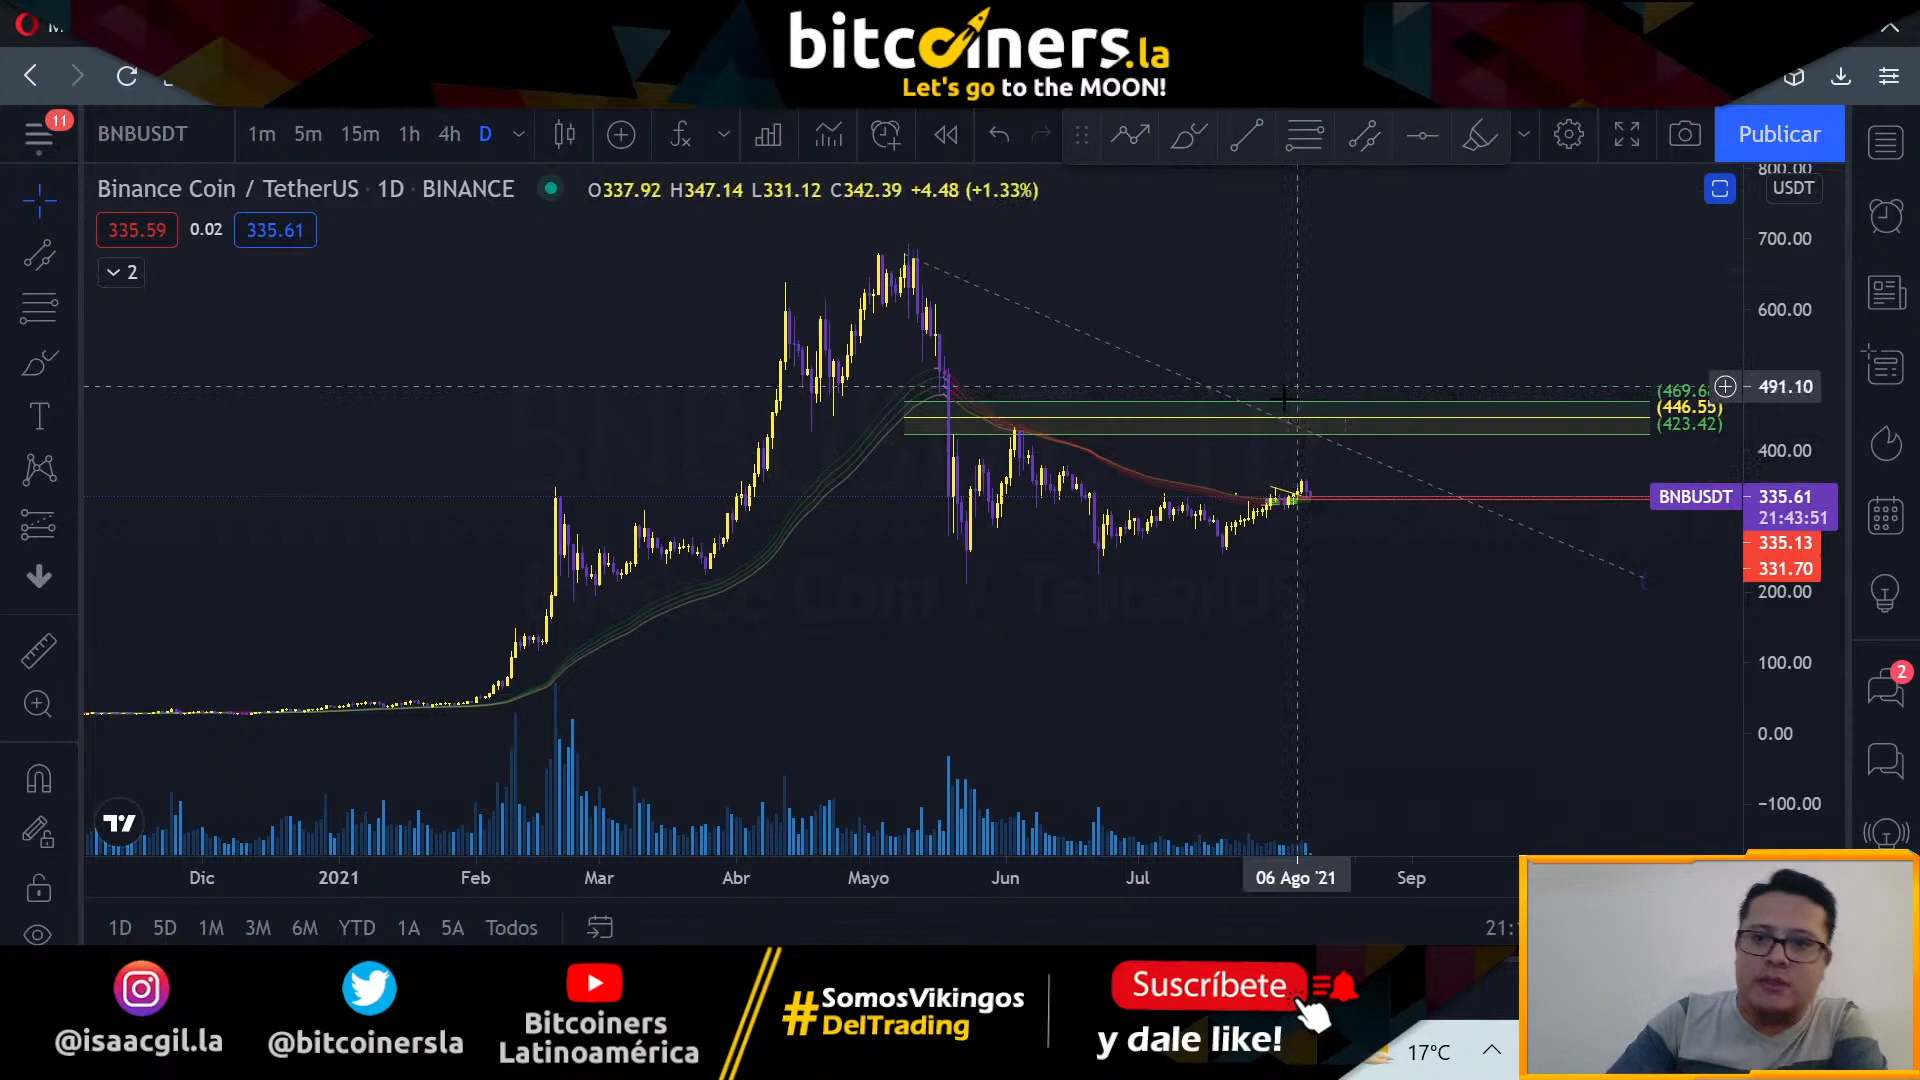 bitcoiners.la
Let's go to the MOON!
11
BNBUSDT
1m 5m 15m 1h 4h D
Publicar
Binance Coin / TetherUS · 1D · BINANCE
O337.92 H347.14 L331.12 C342.39 +4.48 (+1.33%)
335.59 0.02 335.61
2
USDT
800.00
700.00
600.00
491.10
(469.6
(446.55)
(423.42)
400.00
BNBUSDT 335.61
21:43:51
335.13
331.70
200.00
100.00
0.00
−100.00
2
Dic 2021 Feb Mar Abr Mayo Jun Jul 06 Ago '21 Sep
1D 5D 1M 3M 6M YTD 1A 5A Todos
21:
@isaacgil.la
@bitcoinersla
Bitcoiners
Latinoamérica
#SomosVikingos
DelTrading
Suscríbete
y dale like!
17°C